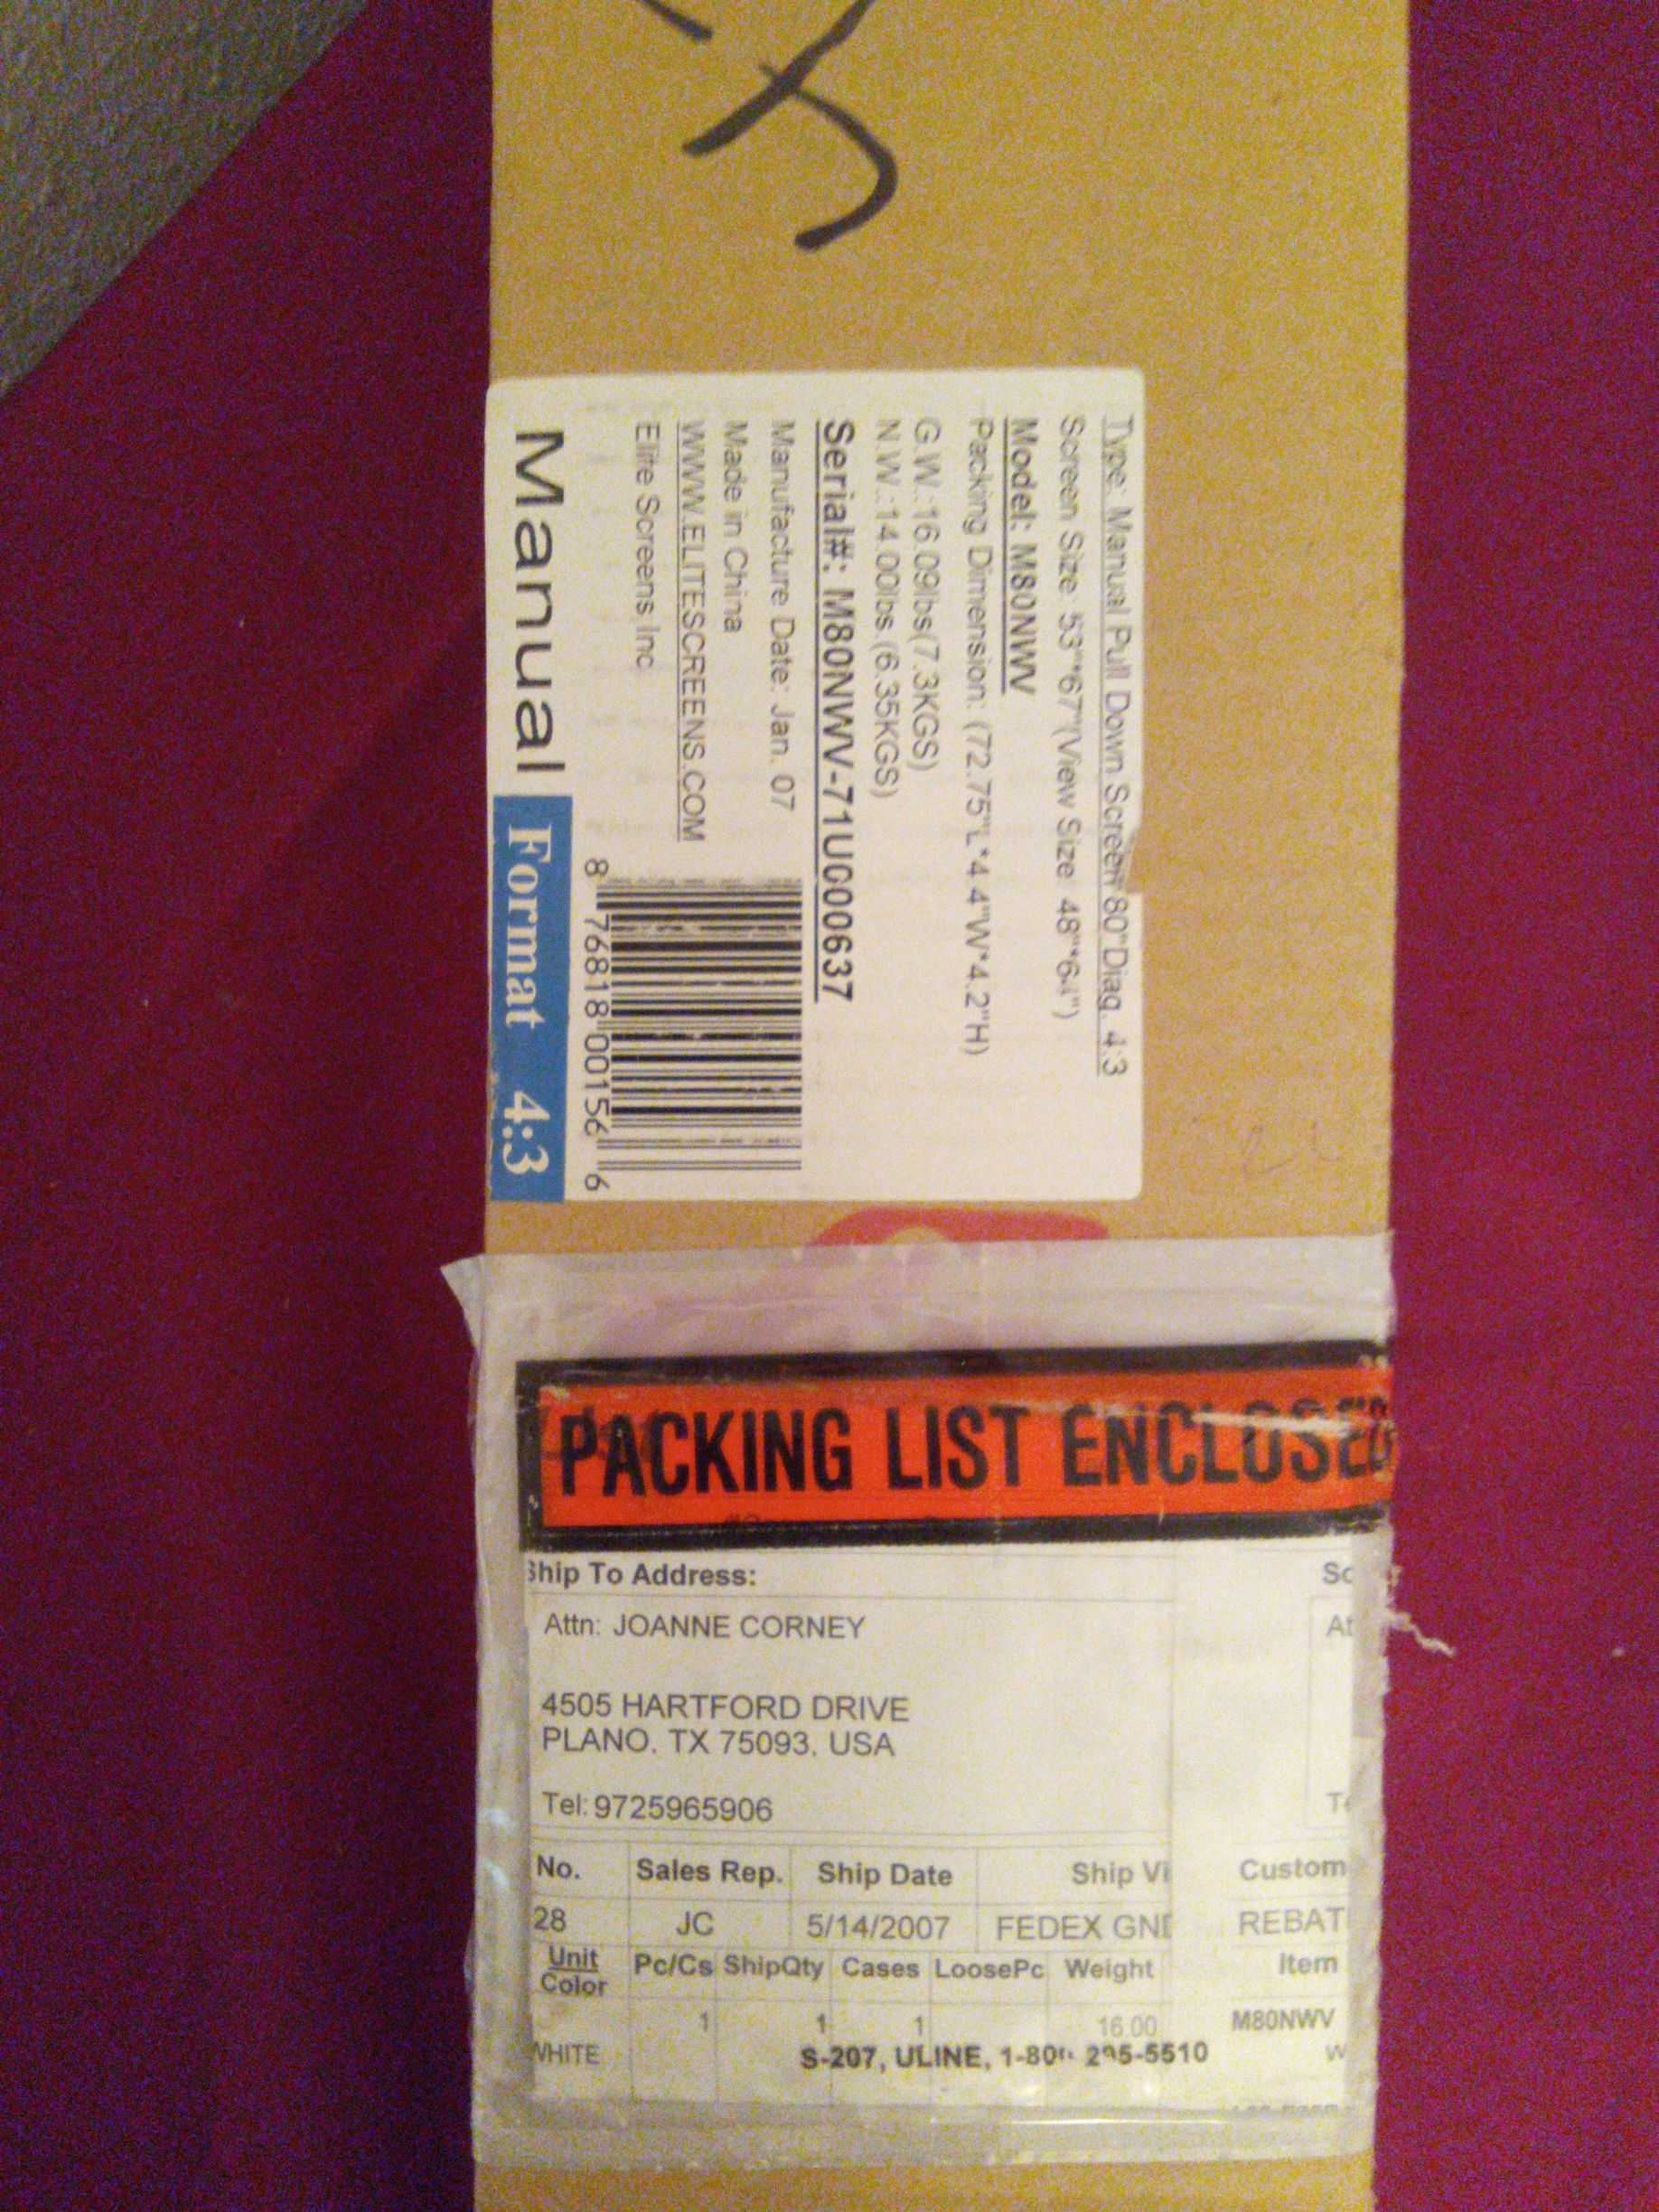 Type: Manual Pull Down Screen 80"Diag. 4:3
Screen Size: 53"*67"(View Size: 48"*64")
Model: M80NWV
Packing Dimension: (72.75"L*4.4"W*4.2"H)
G.W.:16.09lbs(7.3KGS)
N.W.:14.00lbs.(6.35KGS)
Serial#: M80NWV-71U000637
Manufacture Date: Jan. 07
Made in China
WWW.ELITESCREENS.COM
Elite Screens Inc.
8 76818 00156 6
Manual Format 4:3
PACKING LIST ENCLOSED
Ship To Address:
Attn: JOANNE CORNEY
4505 HARTFORD DRIVE
PLANO, TX 75093, USA
Tel: 9725965906
No. Sales Rep. Ship Date Ship Vi Custom
28 JC 5/14/2007 FEDEX GND REBAT
Unit Color Pc/Cs ShipQty Cases LoosePc Weight Item
1 1 1 16.00 M80NWV
WHITE S-207, ULINE, 1-800-295-5510